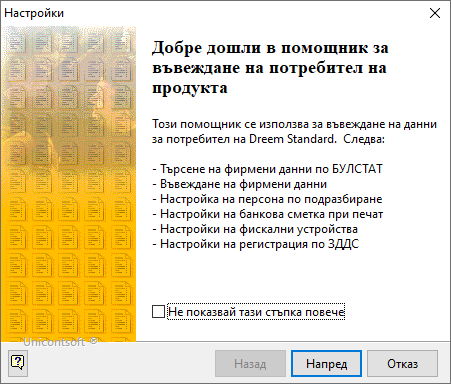 Настройки
Добре дошли в помощник за
въвеждане на потребител на
продукта
Този помощник се използва за въвеждане на данни
за потребител на Dreem Standard. Следва:
- Търсене на фирмени данни по БУЛСТАТ
- Въвеждане на фирмени данни
- Настройка на персона по подразбиране
- Настройки на банкова сметка при печат
- Настройки на фискални устройства
- Настройки на регистрация по ЗДДС
Не показвай тази стъпка повече
Unicontsoft ®
Назад
Напред
Отказ